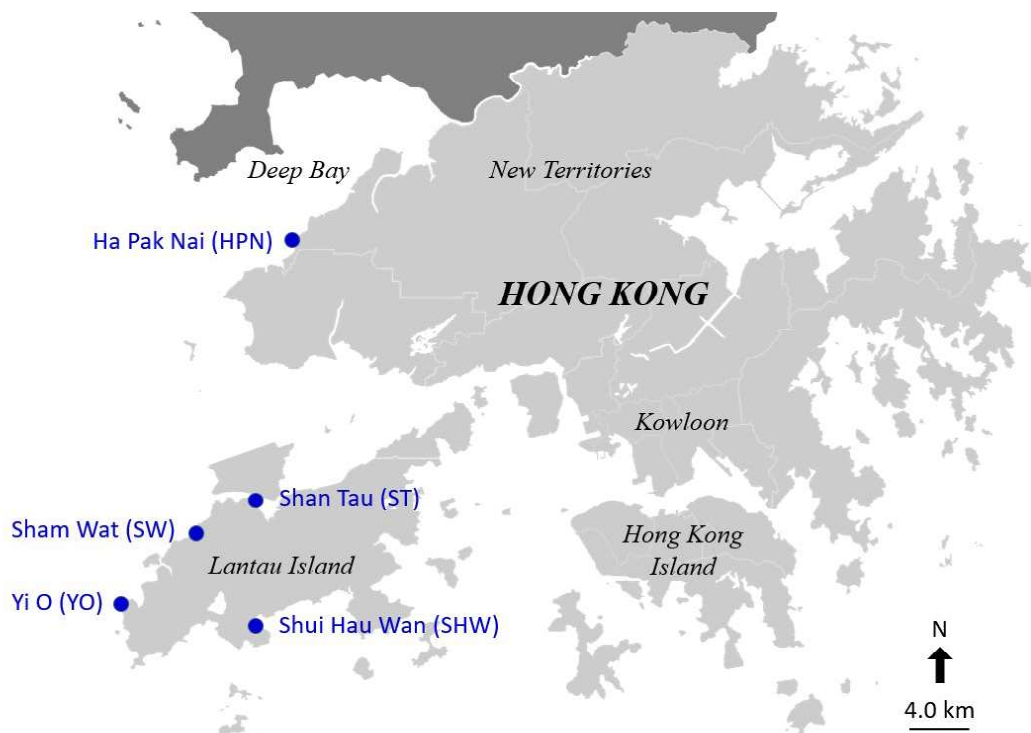 Deep Bay
New Territories
Ha Pak Nai (HPN)
HONG KONG
Kowloon
Shan Tau (ST)
Sham Wat (SW)
Hong Kong
Island
Lantau Island
Yi O (YO)
Shui Hau Wan (SHW)
N
4.0 km